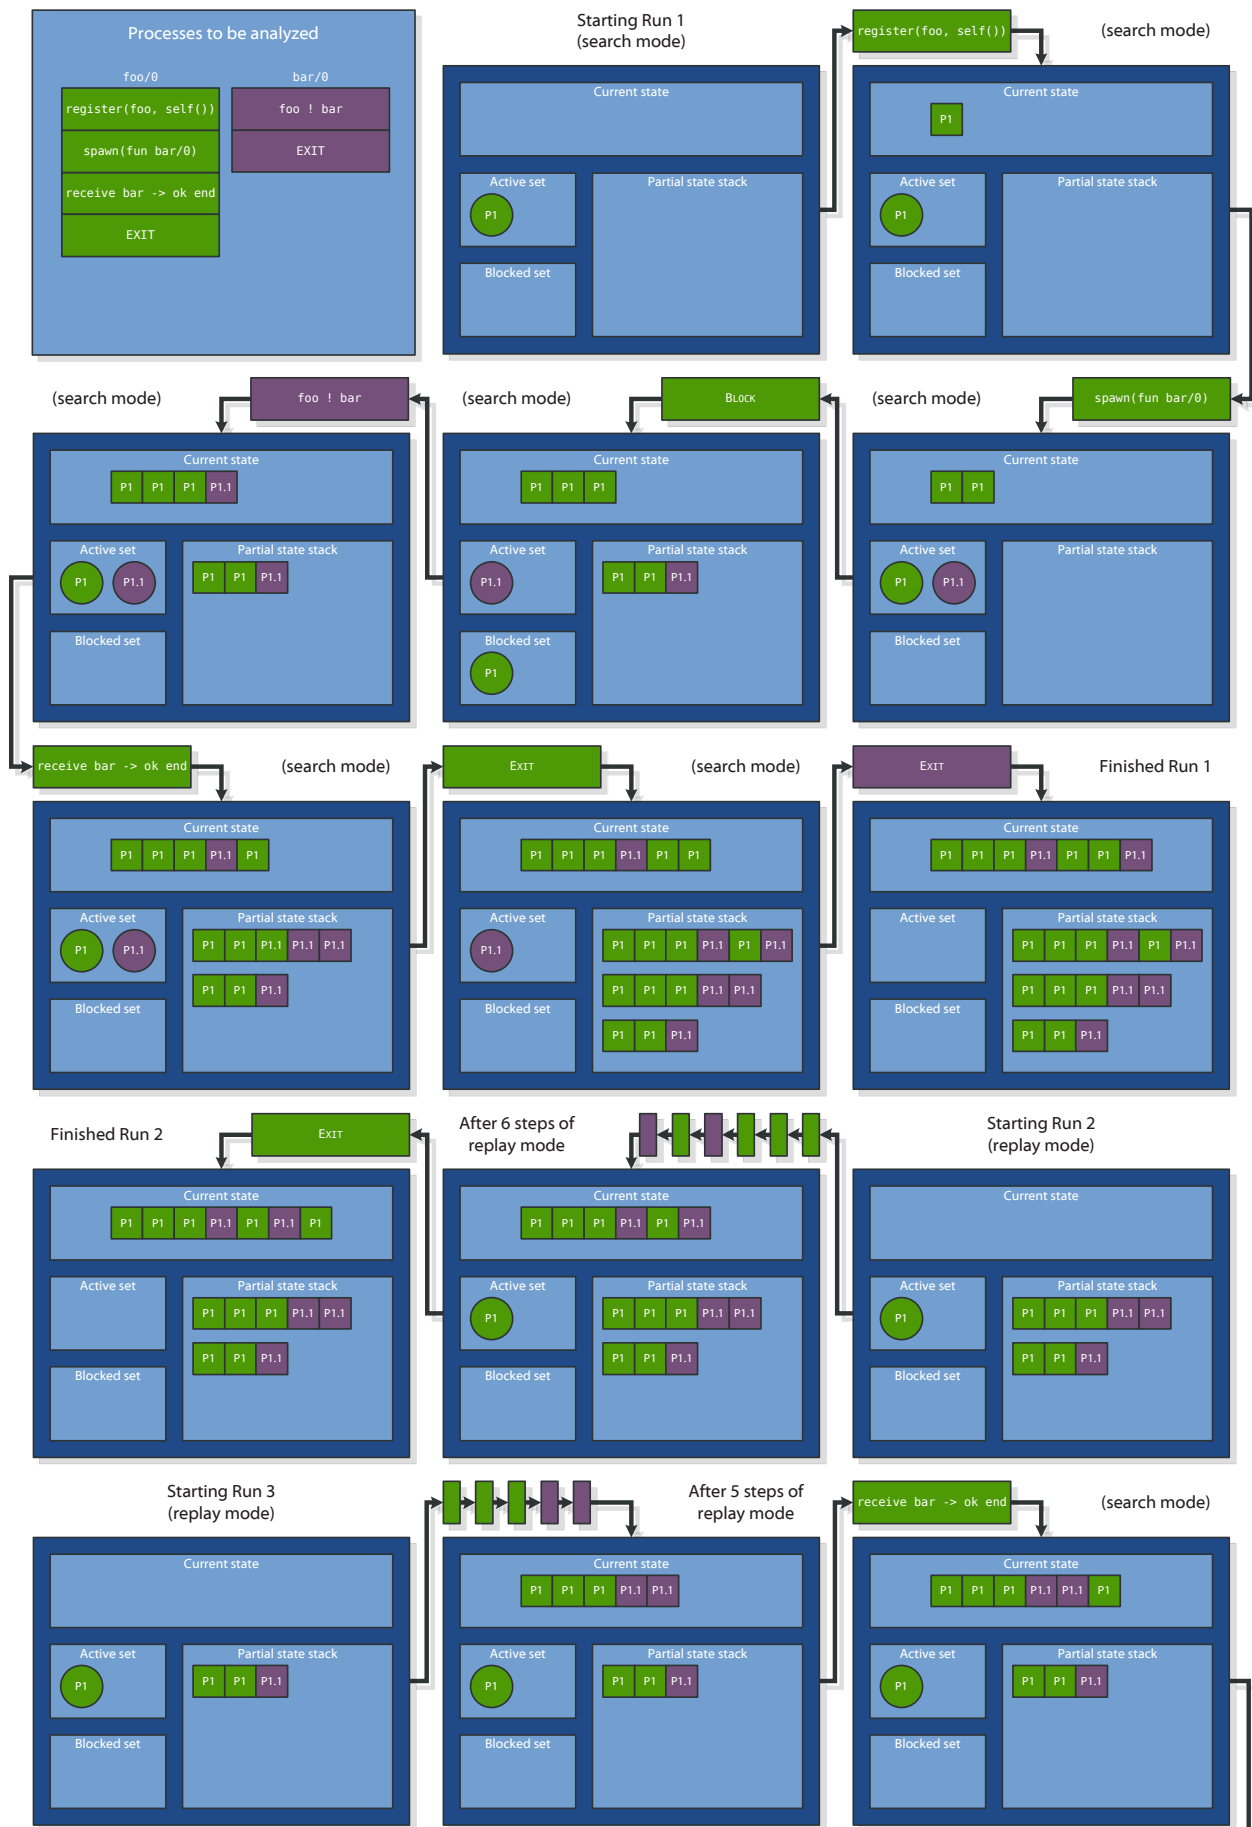 Processes to be analyzed
foo/0
bar/0
register(foo, self())
foo ! bar
spawn(fun bar/0)
EXIT
receive bar -> ok end
EXIT
Starting Run 1
(search mode)
Current state
Active set
Partial state stack
P1
Blocked set
register(foo, self())
(search mode)
Current state
P1
Active set
Partial state stack
P1
Blocked set
spawn(fun bar/0)
(search mode)
Current state
P1 P1
Active set
Partial state stack
P1 P1.1
Blocked set
BLOCK
(search mode)
Current state
P1 P1 P1
Active set
Partial state stack
P1.1
P1 P1 P1.1
Blocked set
P1
foo ! bar
(search mode)
Current state
P1 P1 P1 P1.1
Active set
Partial state stack
P1 P1.1
P1 P1 P1.1
Blocked set
receive bar -> ok end
(search mode)
Current state
P1 P1 P1 P1.1 P1
Active set
Partial state stack
P1 P1.1
P1 P1 P1.1 P1.1 P1.1
P1 P1 P1.1
Blocked set
EXIT
(search mode)
Current state
P1 P1 P1 P1.1 P1 P1
Active set
Partial state stack
P1.1
P1 P1 P1 P1.1 P1 P1.1
P1 P1 P1 P1.1 P1.1
Blocked set
P1 P1 P1.1
EXIT
Finished Run 1
Current state
P1 P1 P1 P1.1 P1 P1 P1.1
Active set
Partial state stack
P1 P1 P1 P1.1 P1 P1.1
P1 P1 P1 P1.1 P1.1
Blocked set
P1 P1 P1.1
Starting Run 2
(replay mode)
Current state
Active set
Partial state stack
P1
P1 P1 P1 P1.1 P1.1
P1 P1 P1.1
Blocked set
After 6 steps of
replay mode
Current state
P1 P1 P1 P1.1 P1 P1.1
Active set
Partial state stack
P1
P1 P1 P1 P1.1 P1.1
P1 P1 P1.1
Blocked set
EXIT
Finished Run 2
Current state
P1 P1 P1 P1.1 P1 P1.1 P1
Active set
Partial state stack
P1 P1 P1 P1.1 P1.1
P1 P1 P1.1
Blocked set
Starting Run 3
(replay mode)
Current state
Active set
Partial state stack
P1
P1 P1 P1.1
Blocked set
After 5 steps of
replay mode
Current state
P1 P1 P1 P1.1 P1.1
Active set
Partial state stack
P1
P1 P1 P1.1
Blocked set
receive bar -> ok end
(search mode)
Current state
P1 P1 P1 P1.1 P1.1 P1
Active set
Partial state stack
P1
P1 P1 P1.1
Blocked set